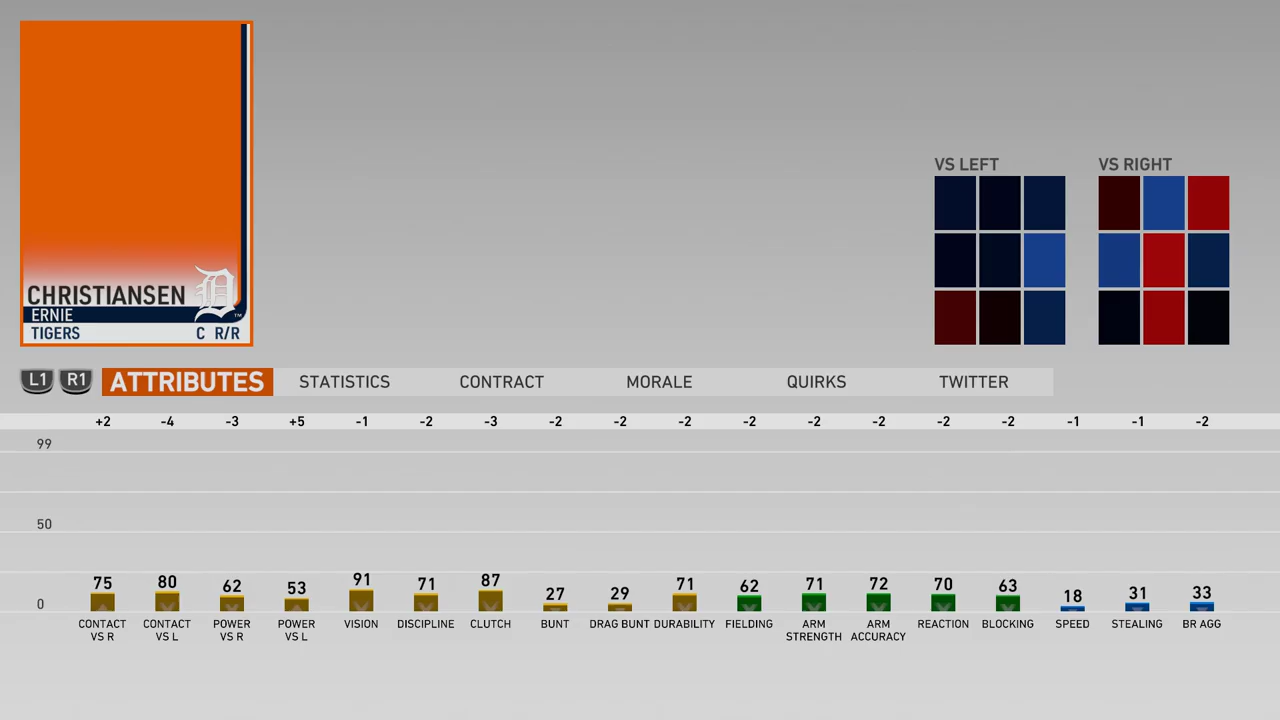 CHRISTIANSEN
ERNIE
TIGERS C R/R
VS LEFT VS RIGHT
L1 R1 ATTRIBUTES STATISTICS CONTRACT MORALE QUIRKS TWITTER
+2 -4 -3 +5 -1 -2 -3 -2 -2 -2 -2 -2 -2 -2 -2 -1 -1 -2
99
50
0
75 80 62 53 91 71 87 27 29 71 62 71 72 70 63 18 31 33
CONTACT VS R CONTACT VS L POWER VS R POWER VS L VISION DISCIPLINE CLUTCH BUNT DRAG BUNT DURABILITY FIELDING ARM STRENGTH ARM ACCURACY REACTION BLOCKING SPEED STEALING BR AGG